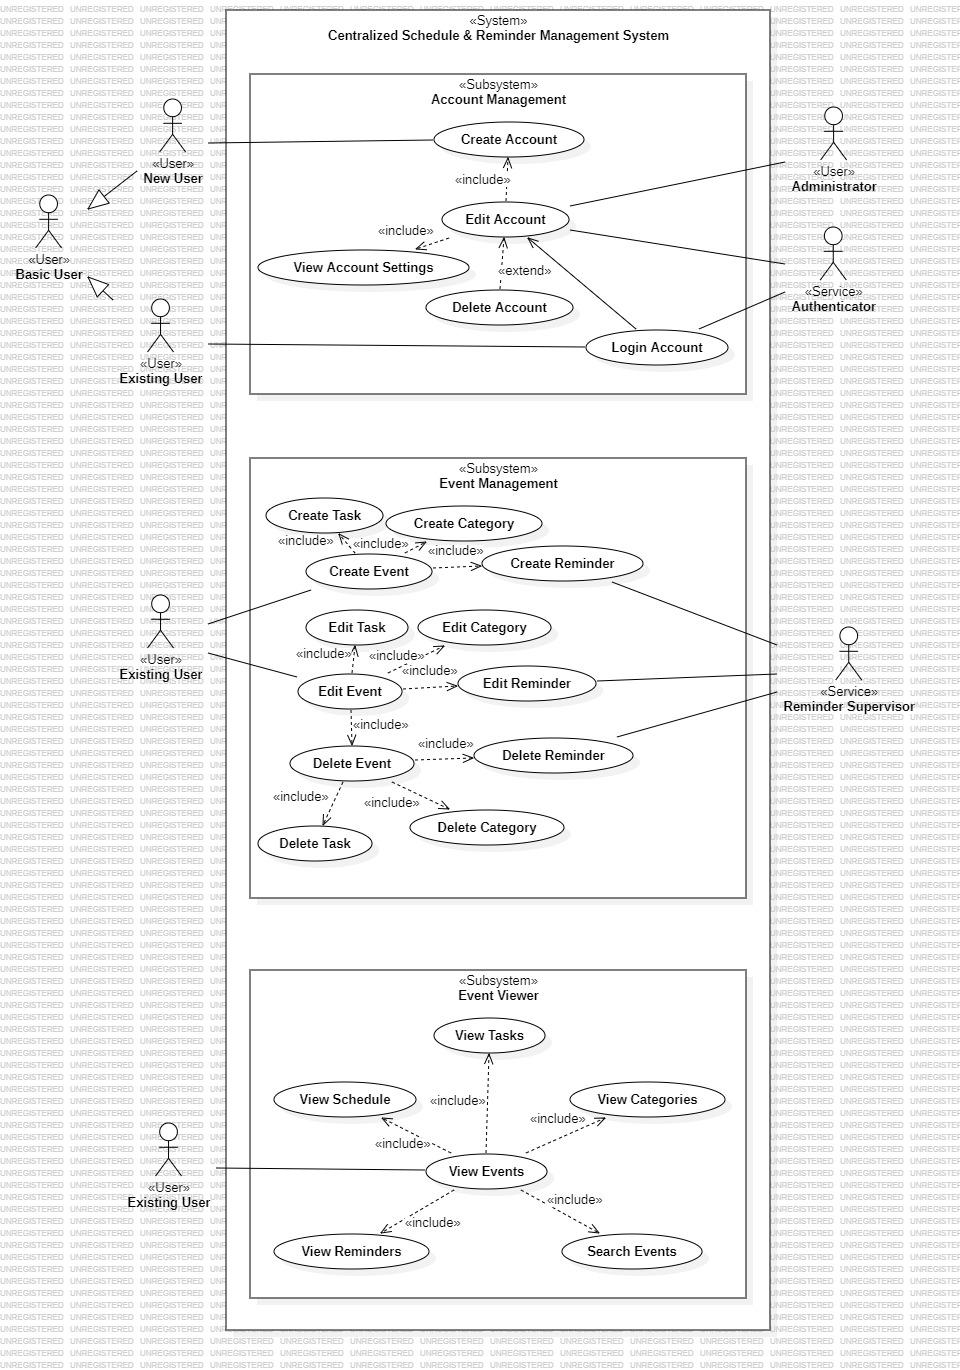 «System»
Centralized Schedule & Reminder Management System
«Subsystem»
Account Management
Create Account
«include»
Edit Account
«include»
View Account Settings
«extend»
Delete Account
Login Account
«User»
New User
«User»
Basic User
«User»
Existing User
«User»
Administrator
«Service»
Authenticator
«Subsystem»
Event Management
Create Task
Create Category
«include»
«include»
«include»
Create Event
Create Reminder
Edit Task
Edit Category
«include»
«include»
«include»
Edit Event
Edit Reminder
«include»
«include»
Delete Event
Delete Reminder
«include»
«include»
Delete Category
Delete Task
«User»
Existing User
«Service»
Reminder Supervisor
«Subsystem»
Event Viewer
View Tasks
View Schedule
«include»
View Categories
«include»
«include»
View Events
«include»
«include»
View Reminders
Search Events
«User»
Existing User
UNREGISTERED